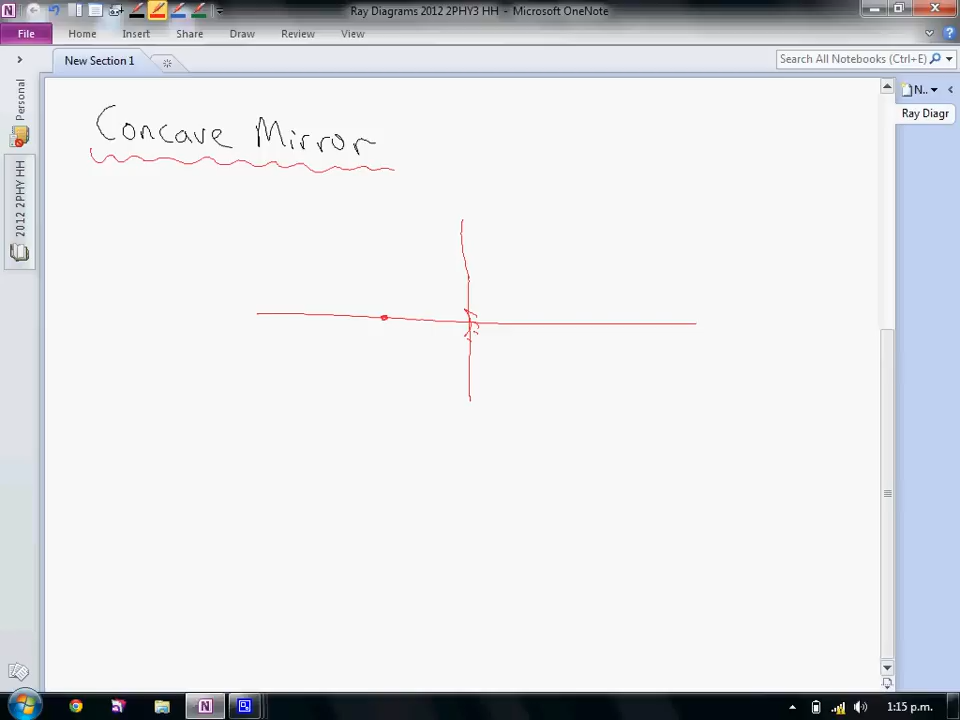 Ray Diagrams 2012 2PHY3 HH - Microsoft OneNote
File Home Insert Share Draw Review View
New Section 1
Search All Notebooks (Ctrl+E)
N..
Ray Diagr
Personal
2012 2PHY HH
Concave Mirror
1:15 p.m.